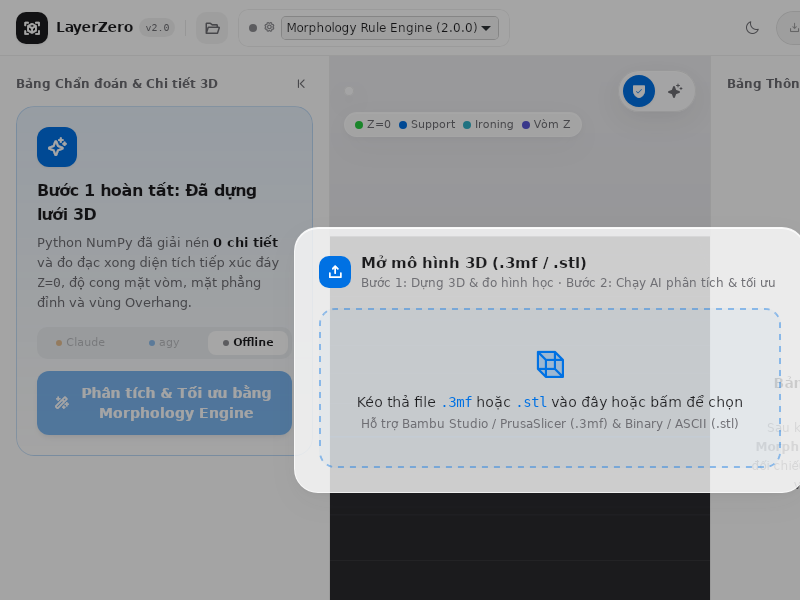 LayerZero v2.0 Morphology Rule Engine (2.0.0)
Bảng Chẩn đoán & Chi tiết 3D
Bước 1 hoàn tất: Đã dựng
lưới 3D
Python NumPy đã giải nén 0 chi tiết
và đo đạc xong diện tích tiếp xúc đáy
Z=0, độ cong mặt vòm, mặt phẳng
đỉnh và vùng Overhang.
Claude agy Offline
Phân tích & Tối ưu bằng
Morphology Engine
Z=0 Support Ironing Vòm Z
Mở mô hình 3D (.3mf / .stl)
Bước 1: Dựng 3D & đo hình học · Bước 2: Chạy AI phân tích & tối ưu
Kéo thả file .3mf hoặc .stl vào đây hoặc bấm để chọn
Hỗ trợ Bambu Studio / PrusaSlicer (.3mf) & Binary / ASCII (.stl)
Bảng Thôn
Sau k
Morph
đối chiế